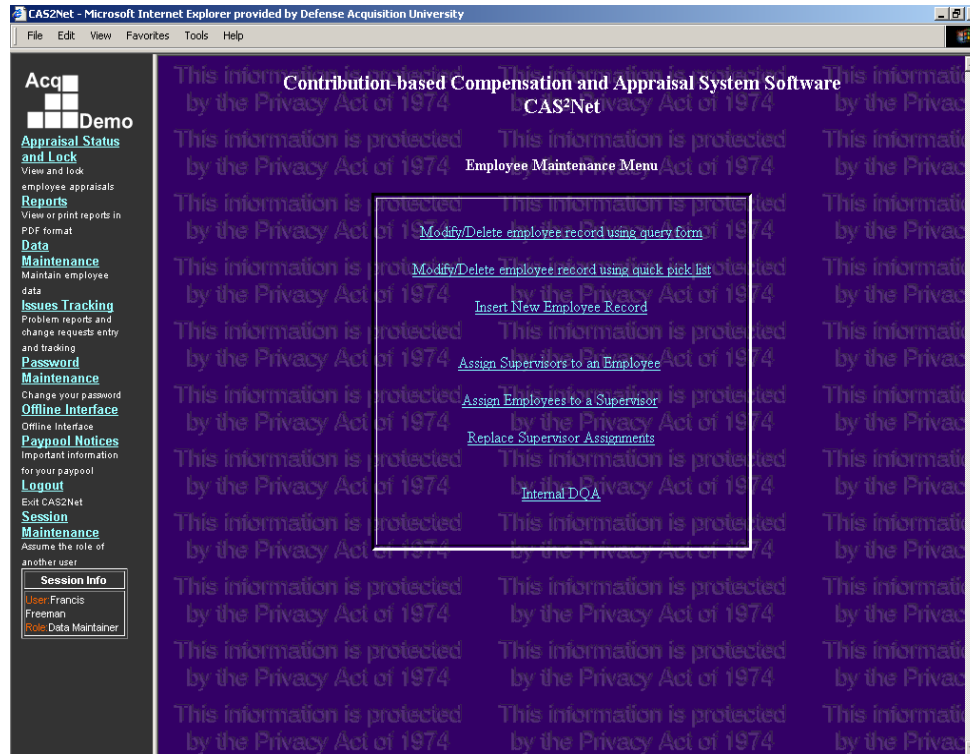 CAS2Net - Microsoft Internet Explorer provided by Defense Acquisition University
File Edit View Favorites Tools Help
Acq
Demo
Appraisal Status
and Lock
View and lock
employee appraisals
Reports
View or print reports in
PDF format
Data
Maintenance
Maintain employee
data
Issues Tracking
Problem reports and
change requests entry
and tracking
Password
Maintenance
Change your password
Offline Interface
Offline Interface
Paypool Notices
Important information
for your paypool
Logout
Exit CAS2Net
Session
Maintenance
Assume the role of
another user
Session Info
User:Francis
Freeman
Role:Data Maintainer
Contribution-based Compensation and Appraisal System Software
CAS²Net
Employee Maintenance Menu
Modify/Delete employee record using query form
Modify/Delete employee record using quick pick list
Insert New Employee Record
Assign Supervisors to an Employee
Assign Employees to a Supervisor
Replace Supervisor Assignments
Internal DQA
This information is protected
by the Privacy Act of 1974